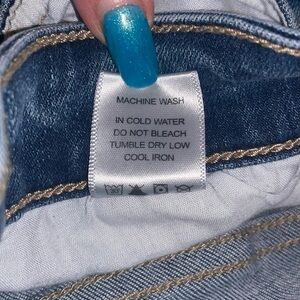 MACHINE WASH
IN COLD WATER
DO NOT BLEACH
TUMBLE DRY LOW
COOL IRON